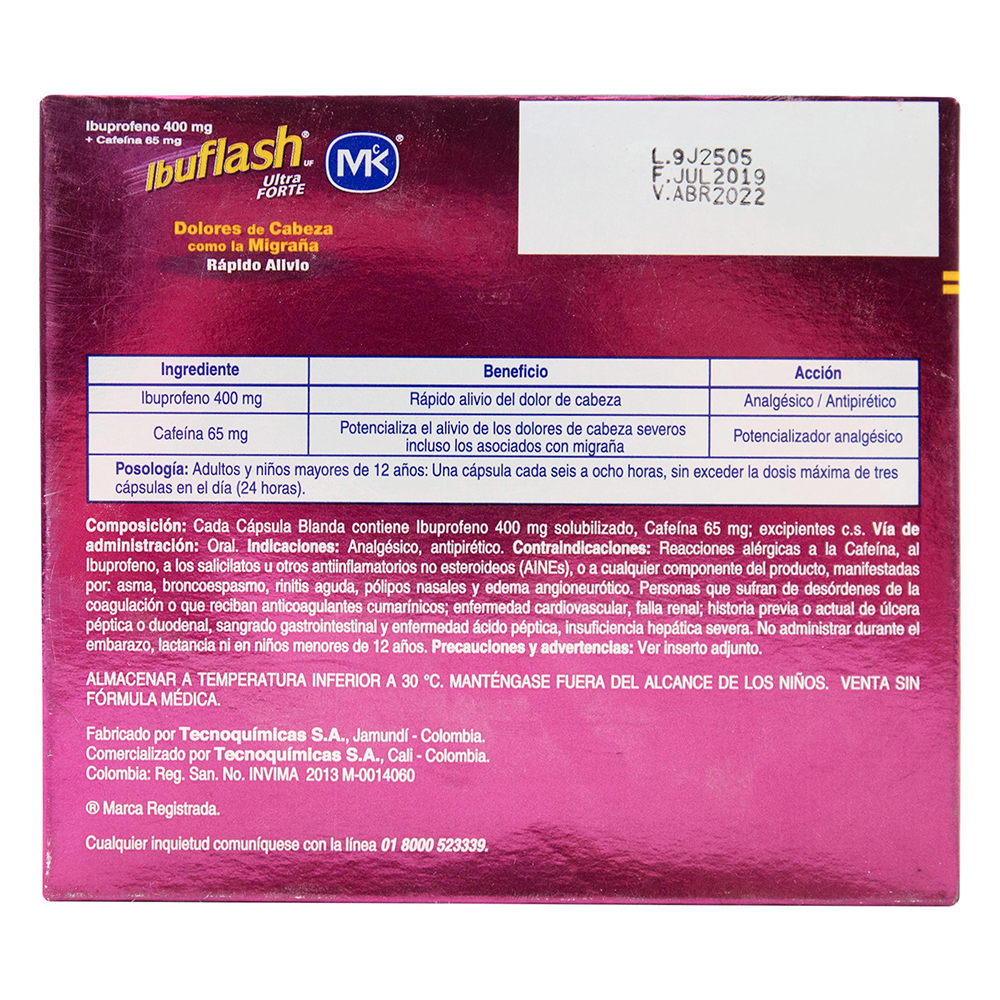 Ibuprofeno 400 mg
+ Cafeína 65 mg
Ibuflash® UF
Ultra
FORTE
McK®
Dolores de Cabeza
como la Migraña
Rápido Alivio
L.9J2505
F.JUL2019
V.ABR2022
Ingrediente Beneficio Acción
Ibuprofeno 400 mg Rápido alivio del dolor de cabeza Analgésico / Antipirético
Cafeína 65 mg Potencializa el alivio de los dolores de cabeza severos incluso los asociados con migraña Potencializador analgésico
Posología: Adultos y niños mayores de 12 años: Una cápsula cada seis a ocho horas, sin exceder la dosis máxima de tres
cápsulas en el día (24 horas).
Composición: Cada Cápsula Blanda contiene Ibuprofeno 400 mg solubilizado, Cafeína 65 mg; excipientes c.s. Vía de
administración: Oral. Indicaciones: Analgésico, antipirético. Contraindicaciones: Reacciones alérgicas a la Cafeína, al
Ibuprofeno, a los salicilatos u otros antiinflamatorios no esteroideos (AINEs), o a cualquier componente del producto, manifestadas
por: asma, broncoespasmo, rinitis aguda, pólipos nasales y edema angioneurótico. Personas que sufran de desórdenes de la
coagulación o que reciban anticoagulantes cumarínicos; enfermedad cardiovascular, falla renal; historia previa o actual de úlcera
péptica o duodenal, sangrado gastrointestinal y enfermedad ácido péptica, insuficiencia hepática severa. No administrar durante el
embarazo, lactancia ni en niños menores de 12 años. Precauciones y advertencias: Ver inserto adjunto.
ALMACENAR A TEMPERATURA INFERIOR A 30 °C. MANTÉNGASE FUERA DEL ALCANCE DE LOS NIÑOS. VENTA SIN
FÓRMULA MÉDICA.
Fabricado por Tecnoquímicas S.A., Jamundí - Colombia.
Comercializado por Tecnoquímicas S.A., Cali - Colombia.
Colombia: Reg. San. No. INVIMA 2013 M-0014060
® Marca Registrada.
Cualquier inquietud comuníquese con la línea 01 8000 523339.